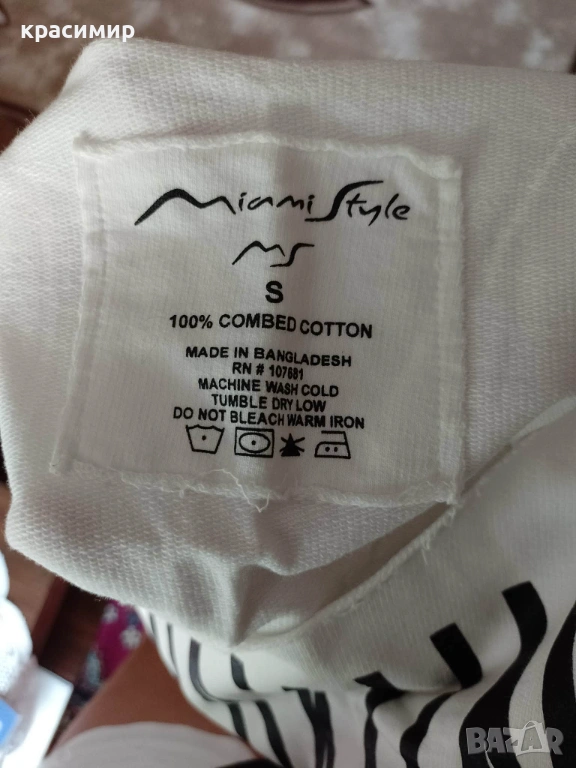 красимир
Miami Style
MS
S
100% COMBED COTTON
MADE IN BANGLADESH
RN # 107681
MACHINE WASH COLD
TUMBLE DRY LOW
DO NOT BLEACH WARM IRON
BAZAR